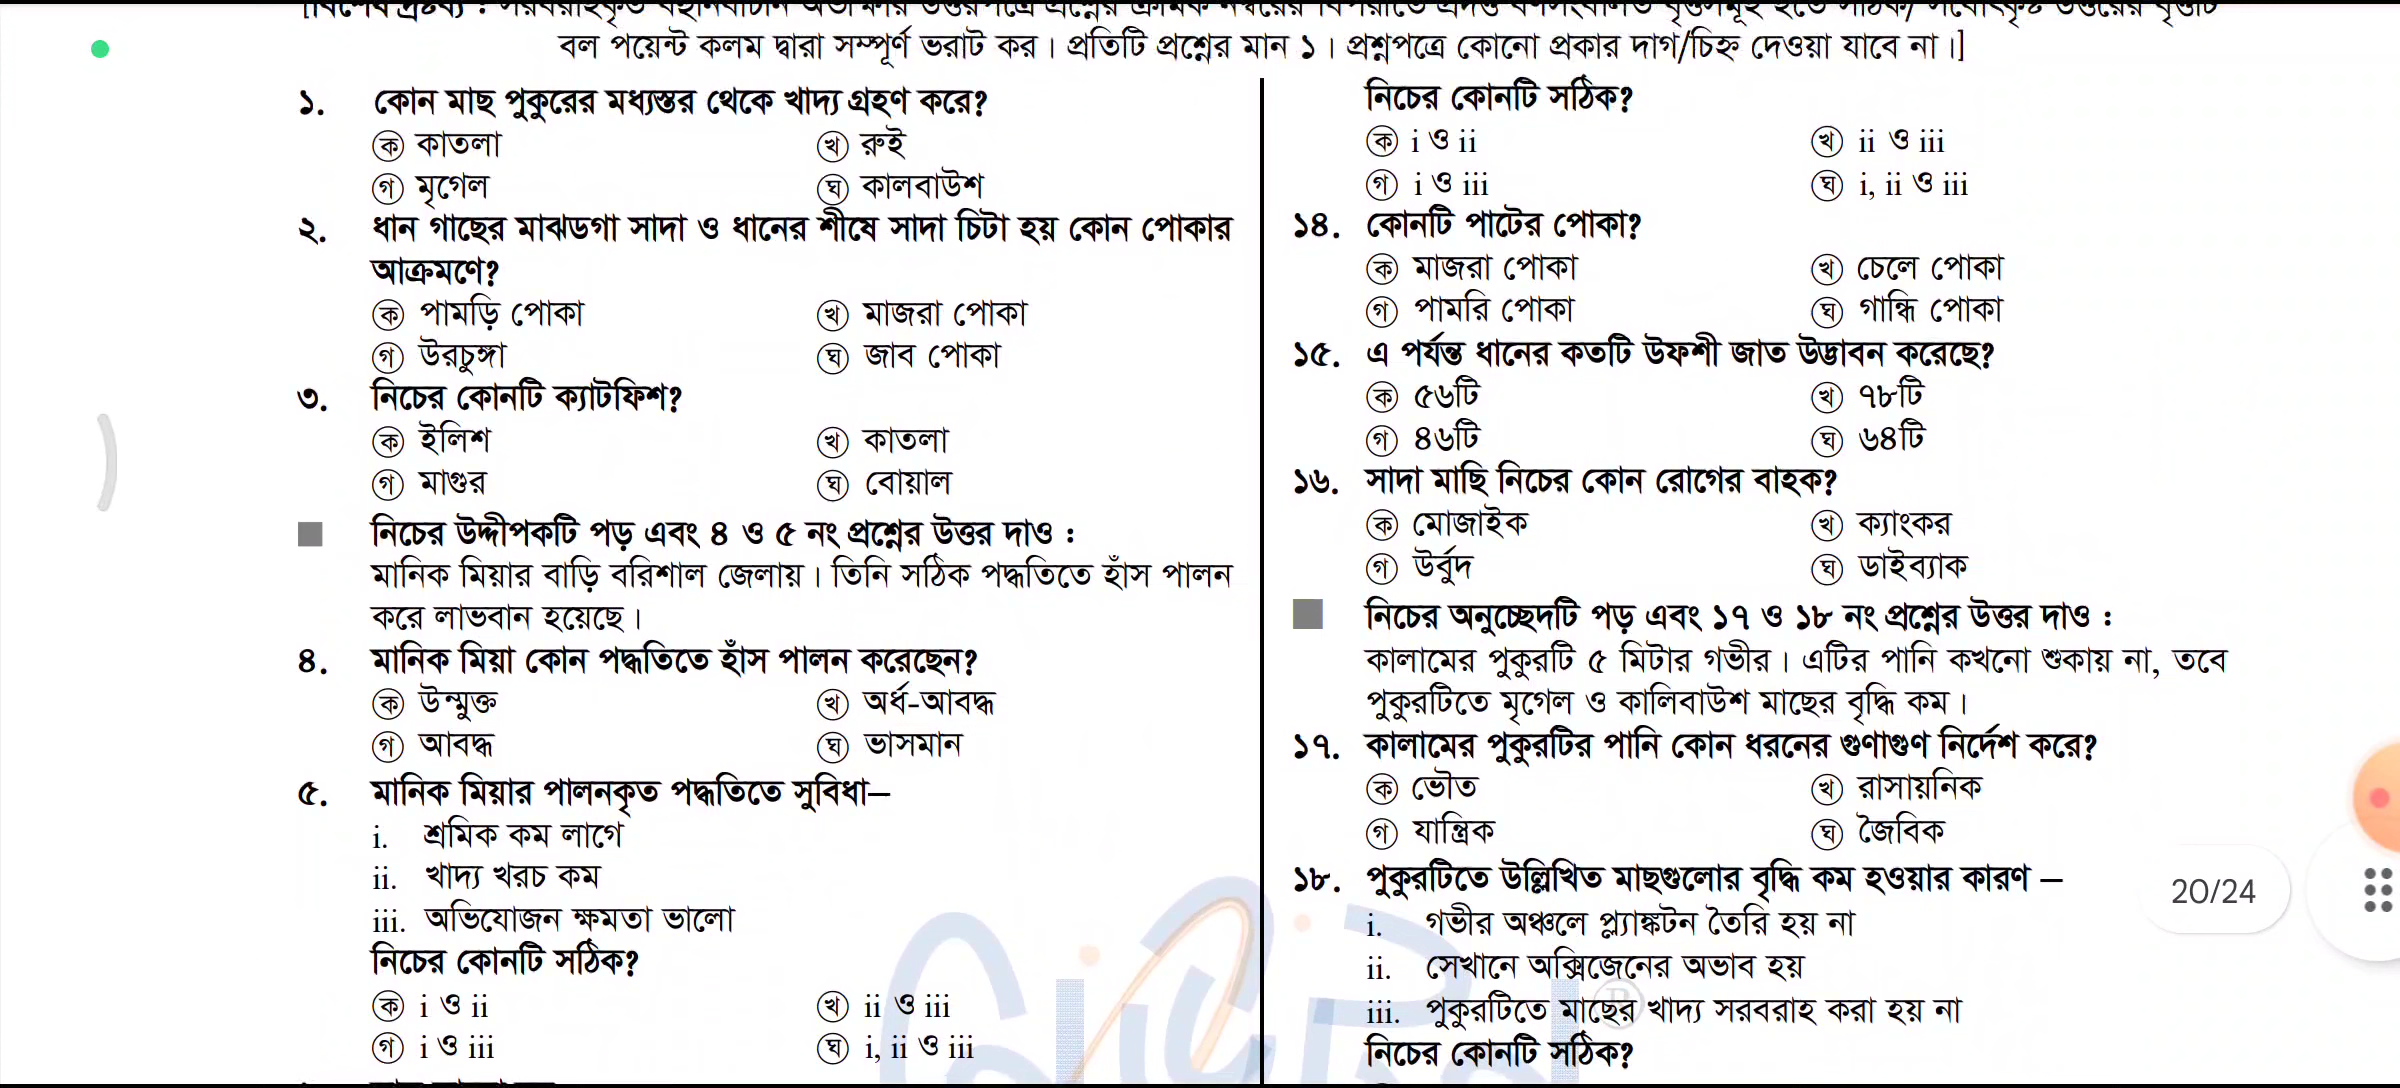 বল পয়েন্ট কলম দ্বারা সম্পূর্ণ ভরাট কর। প্রতিটি প্রশ্নের মান ১। প্রশ্নপত্রে কোনো প্রকার দাগ/চিহ্ন দেওয়া যাবে না।]
১. কোন মাছ পুকুরের মধ্যস্তর থেকে খাদ্য গ্রহণ করে?
ক কাতলা খ রুই
গ মৃগেল ঘ কালবাউশ
২. ধান গাছের মাঝডগা সাদা ও ধানের শীষে সাদা চিটা হয় কোন পোকার
আক্রমণে?
ক পামড়ি পোকা খ মাজরা পোকা
গ উরচুঙ্গা ঘ জাব পোকা
৩. নিচের কোনটি ক্যাটফিশ?
ক ইলিশ খ কাতলা
গ মাগুর ঘ বোয়াল
নিচের উদ্দীপকটি পড় এবং ৪ ও ৫ নং প্রশ্নের উত্তর দাও :
মানিক মিয়ার বাড়ি বরিশাল জেলায়। তিনি সঠিক পদ্ধতিতে হাঁস পালন
করে লাভবান হয়েছে।
৪. মানিক মিয়া কোন পদ্ধতিতে হাঁস পালন করেছেন?
ক উন্মুক্ত খ অর্ধ-আবদ্ধ
গ আবদ্ধ ঘ ভাসমান
৫. মানিক মিয়ার পালনকৃত পদ্ধতিতে সুবিধা–
i. শ্রমিক কম লাগে
ii. খাদ্য খরচ কম
iii. অভিযোজন ক্ষমতা ভালো
নিচের কোনটি সঠিক?
ক i ও ii খ ii ও iii
গ i ও iii ঘ i, ii ও iii
নিচের কোনটি সঠিক?
ক i ও ii খ ii ও iii
গ i ও iii ঘ i, ii ও iii
১৪. কোনটি পাটের পোকা?
ক মাজরা পোকা খ চেলে পোকা
গ পামরি পোকা ঘ গান্ধি পোকা
১৫. এ পর্যন্ত ধানের কতটি উফশী জাত উদ্ভাবন করেছে?
ক ৫৬টি খ ৭৮টি
গ ৪৬টি ঘ ৬৪টি
১৬. সাদা মাছি নিচের কোন রোগের বাহক?
ক মোজাইক খ ক্যাংকর
গ উর্বুদ ঘ ডাইব্যাক
নিচের অনুচ্ছেদটি পড় এবং ১৭ ও ১৮ নং প্রশ্নের উত্তর দাও :
কালামের পুকুরটি ৫ মিটার গভীর। এটির পানি কখনো শুকায় না, তবে
পুকুরটিতে মৃগেল ও কালিবাউশ মাছের বৃদ্ধি কম।
১৭. কালামের পুকুরটির পানি কোন ধরনের গুণাগুণ নির্দেশ করে?
ক ভৌত খ রাসায়নিক
গ যান্ত্রিক ঘ জৈবিক
১৮. পুকুরটিতে উল্লিখিত মাছগুলোর বৃদ্ধি কম হওয়ার কারণ –
i. গভীর অঞ্চলে প্ল্যাঙ্কটন তৈরি হয় না
ii. সেখানে অক্সিজেনের অভাব হয়
iii. পুকুরটিতে মাছের খাদ্য সরবরাহ করা হয় না
নিচের কোনটি সঠিক?
20/24